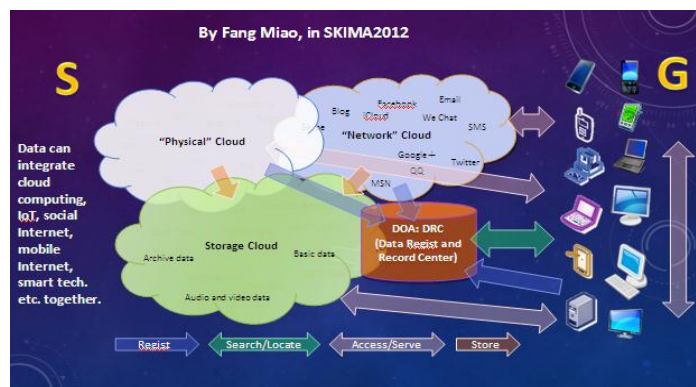 By Fang Miao, in SKIMA2012
S
G
Blog
Facebook
iCloud
Email
We Chat
SMS
"Physical" Cloud
"Network" Cloud
Google+
QQ
Twitter
MSN
Data can
integrate
cloud
computing,
IoT, social
Internet,
mobile
Internet,
smart tech.
etc. together.
Storage Cloud
Archive data
Basic data
Audio and video data
DOA: DRC
(Data Regist and
Record Center)
Regist
Search/Locate
Access/Serve
Store